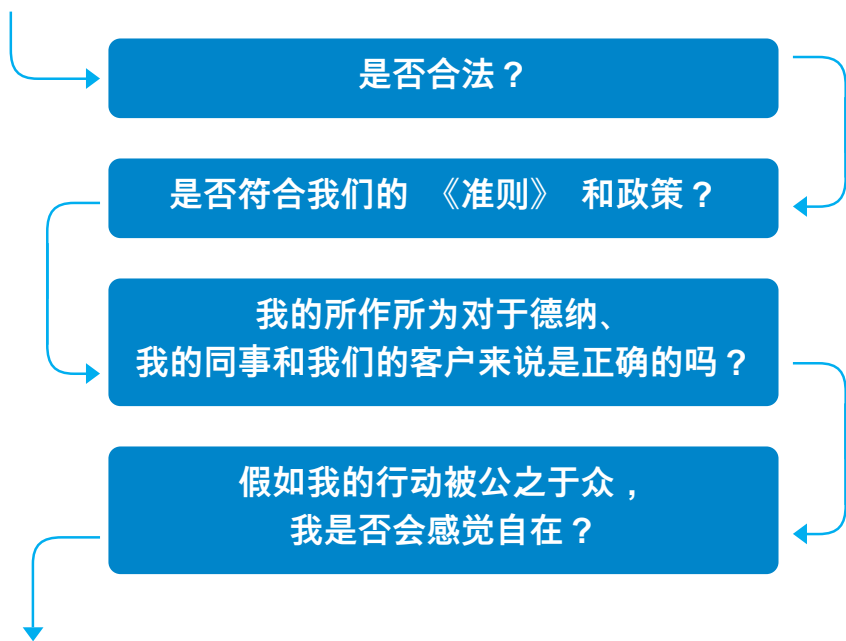 是否合法？
是否符合我们的 《准则》 和政策？
我的所作所为对于德纳、
我的同事和我们的客户来说是正确的吗？
假如我的行动被公之于众，
我是否会感觉自在？